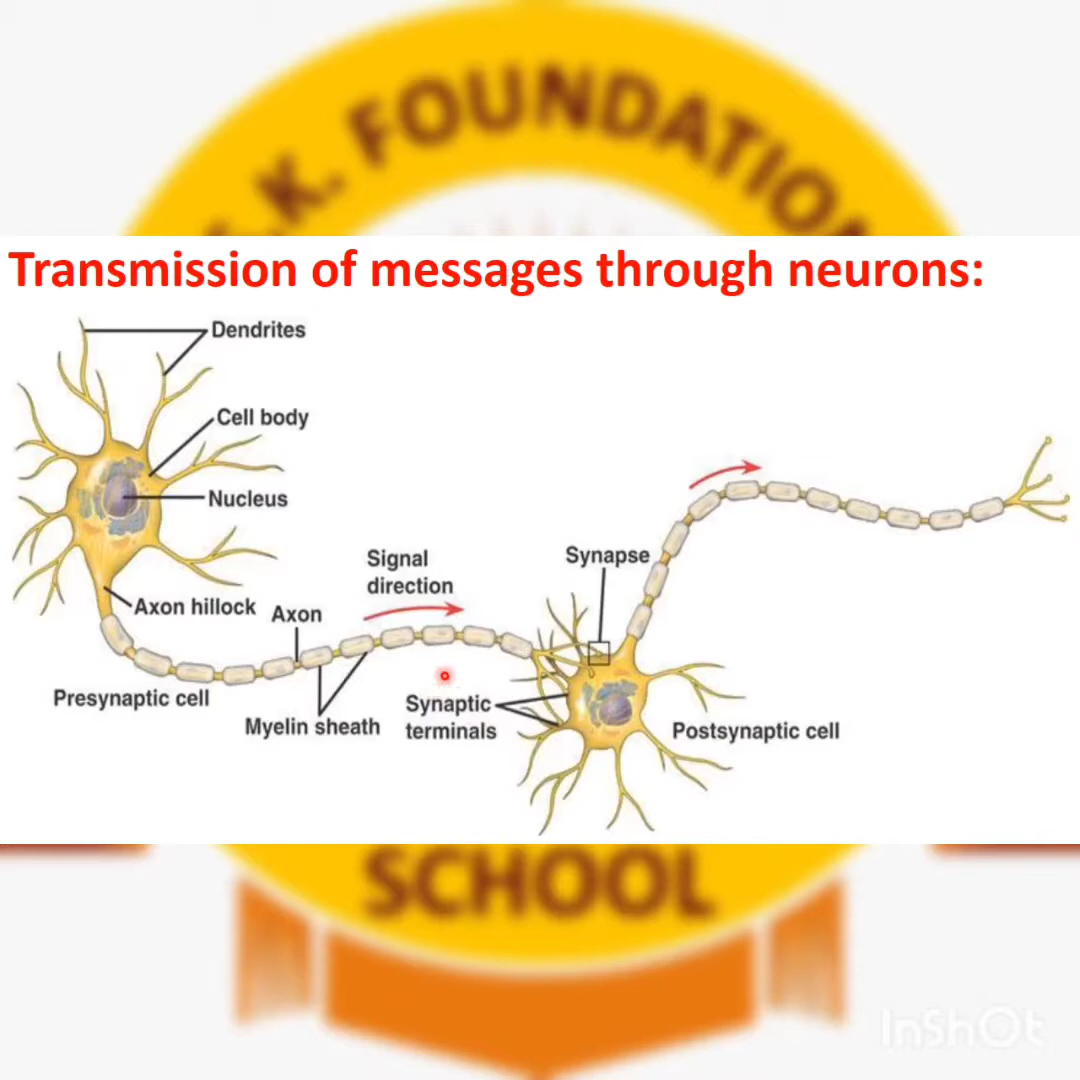 K. FOUNDATION
Transmission of messages through neurons:
Dendrites
Cell body
Nucleus
Signal
direction
Synapse
Axon hillock
Axon
Presynaptic cell
Myelin sheath
Synaptic
terminals
Postsynaptic cell
SCHOOL
InShOt